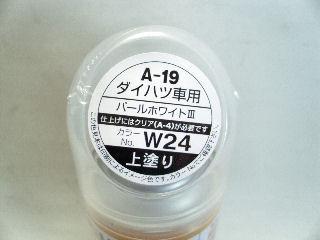 A-19
ダイハツ車用
パールホワイトⅢ
仕上げにはクリア(A-4)が必要です
カラーNo. W24
上塗り